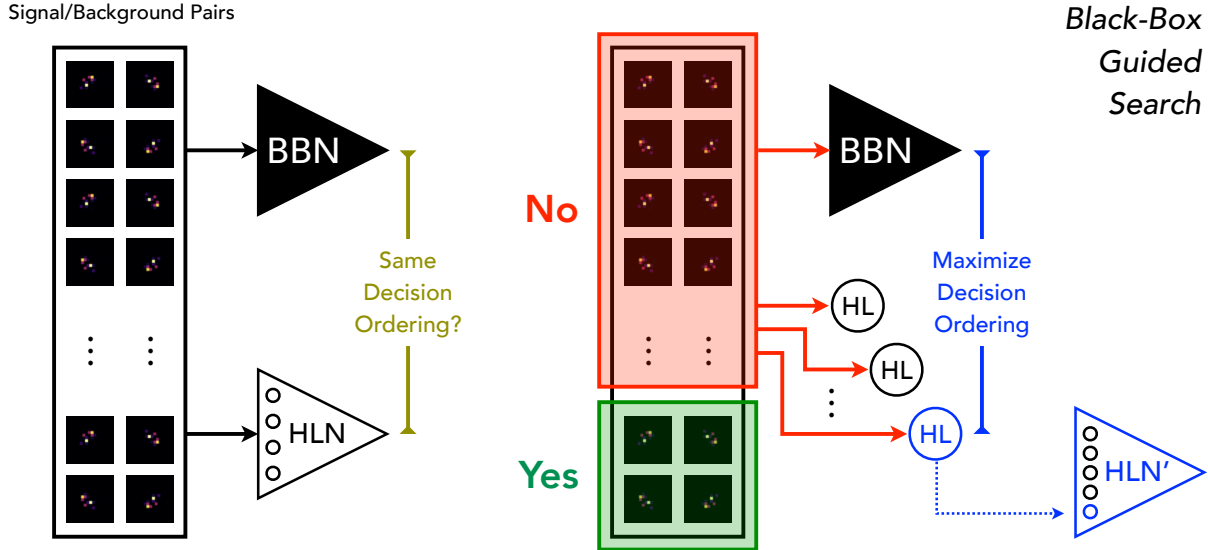 Signal/Background Pairs
Black-Box
Guided
Search
BBN
Same
Decision
Ordering?
HLN
No
BBN
HL
HL
HL
Maximize
Decision
Ordering
Yes
HLN’